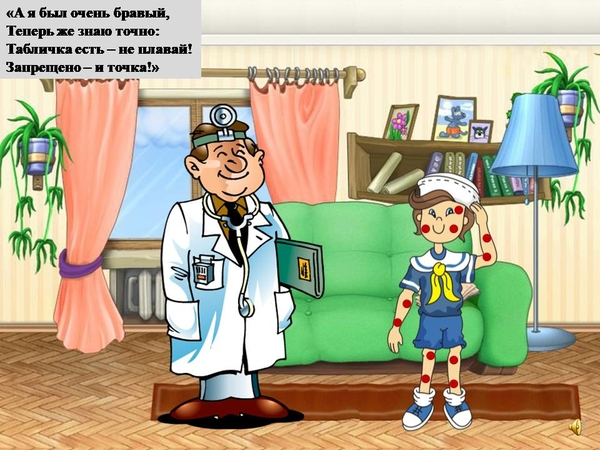 «А я был очень бравый,
Теперь же знаю точно:
Табличка есть – не плавай!
Запрещено – и точка!»